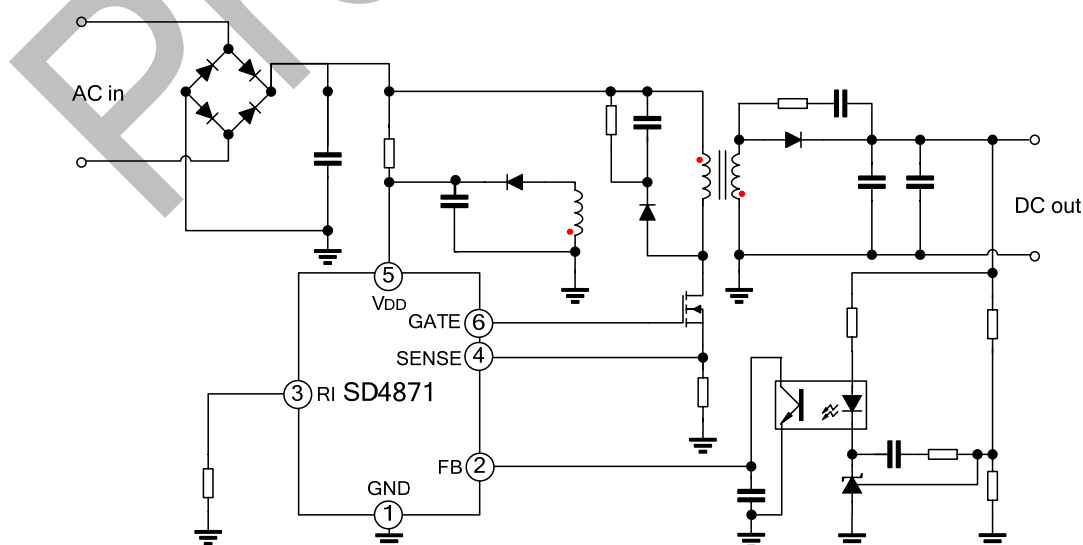 AC in
DC out
5
VDD
GATE 6
SENSE 4
3 RI SD4871
FB 2
GND
1